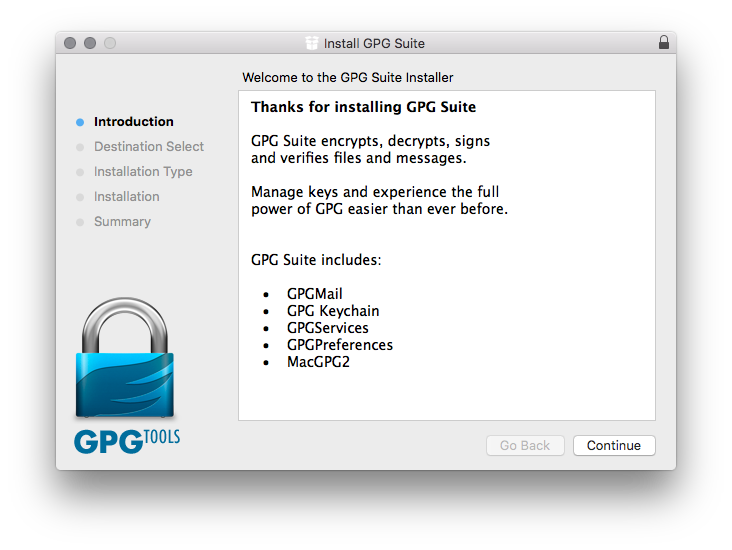 Install GPG Suite
Welcome to the GPG Suite Installer
Introduction
Destination Select
Installation Type
Installation
Summary
GPGTOOLS
Thanks for installing GPG Suite
GPG Suite encrypts, decrypts, signs
and verifies files and messages.
Manage keys and experience the full
power of GPG easier than ever before.
GPG Suite includes:
• GPGMail
• GPG Keychain
• GPGServices
• GPGPreferences
• MacGPG2
Go Back
Continue